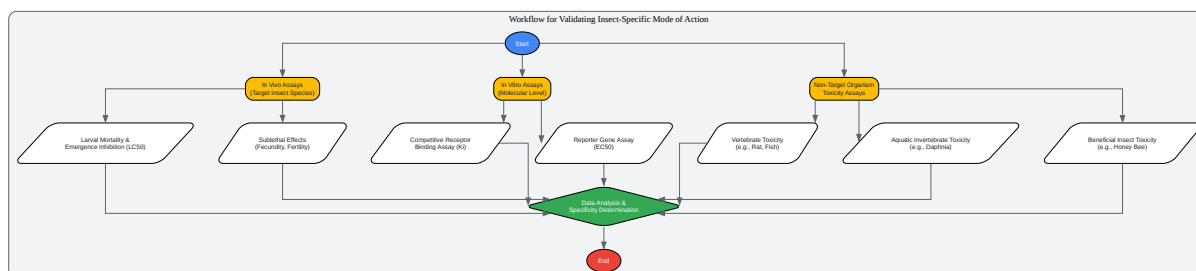 Workflow for Validating Insect-Specific Mode of Action
Start
In Vivo Assays
(Target Insect Species)
In Vitro Assays
(Molecular Level)
Non-Target Organism
Toxicity Assays
Larval Mortality &
Emergence Inhibition (LC50)
Sublethal Effects
(Fecundity, Fertility)
Competitive Receptor
Binding Assay (Ki)
Reporter Gene Assay
(EC50)
Vertebrate Toxicity
(e.g., Rat, Fish)
Aquatic Invertebrate Toxicity
(e.g., Daphnia)
Beneficial Insect Toxicity
(e.g., Honey Bee)
Data Analysis &
Specificity Determination
End